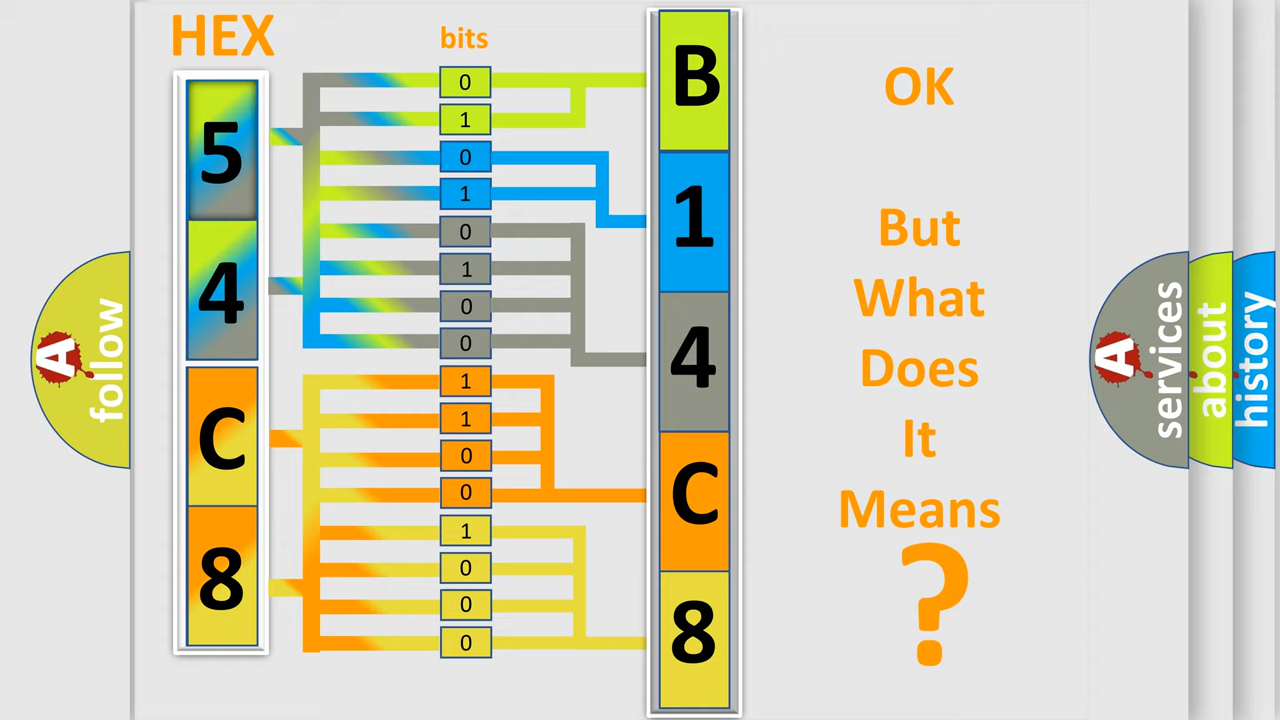 HEX
bits
5
4
C
8
0
1
0
1
0
1
0
0
1
1
0
0
1
0
0
0
B
1
4
C
8
OK
But
What
Does
It
Means
?
A
follow
A
services
about
history